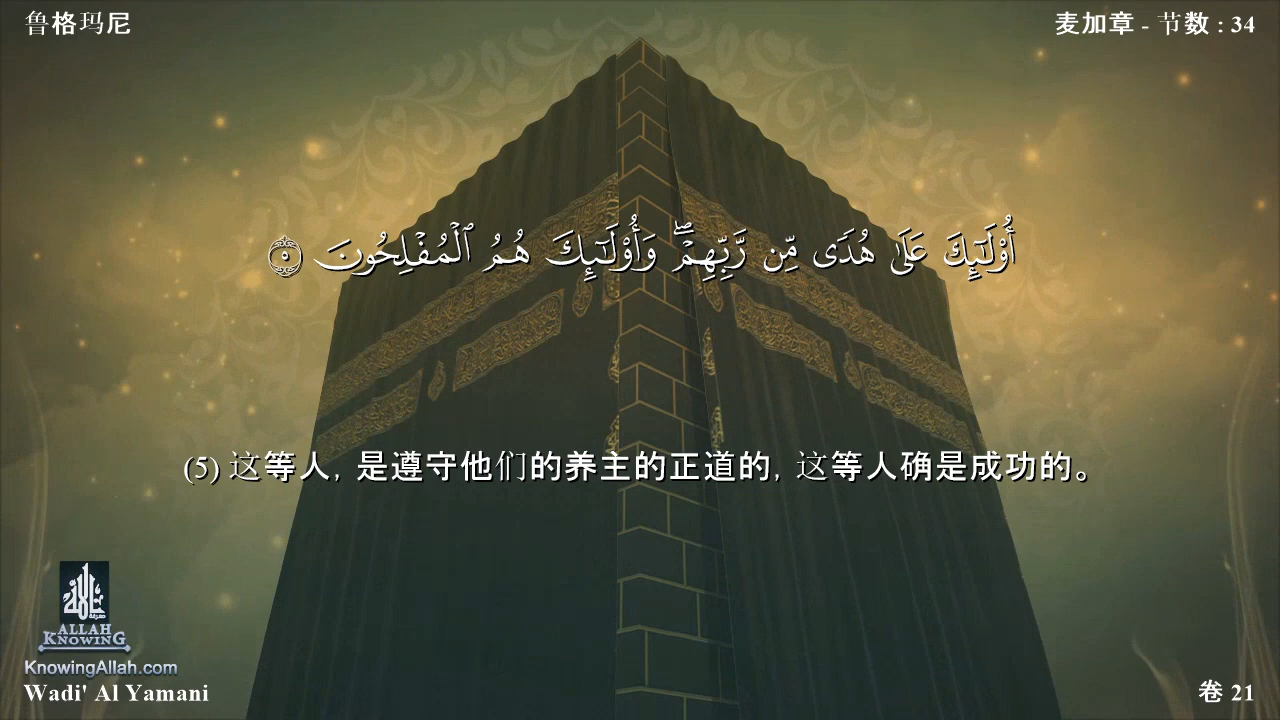 鲁格玛尼
麦加章 - 节数 : 34
أُوْلَٰٓئِكَ عَلَىٰ هُدًى مِّن رَّبِّهِمْۖ وَأُوْلَٰٓئِكَ هُمُ ٱلْمُفْلِحُونَ ٥
(5) 这等人, 是遵守他们的养主的正道的, 这等人确是成功的。
ALLAH
KNOWING
KnowingAllah.com
Wadi' Al Yamani
卷 21